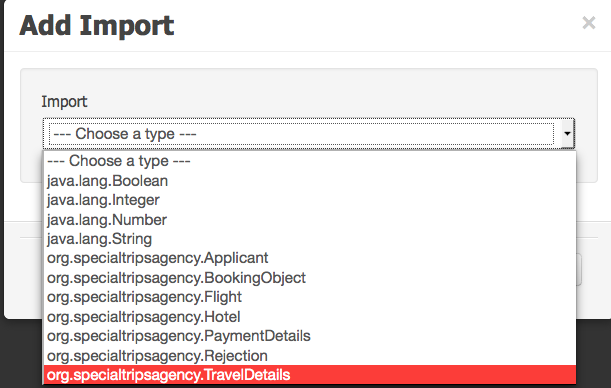 Add Import
×
Import
--- Choose a type ---
--- Choose a type ---
java.lang.Boolean
java.lang.Integer
java.lang.Number
java.lang.String
org.specialtripsagency.Applicant
org.specialtripsagency.BookingObject
org.specialtripsagency.Flight
org.specialtripsagency.Hotel
org.specialtripsagency.PaymentDetails
org.specialtripsagency.Rejection
org.specialtripsagency.TravelDetails